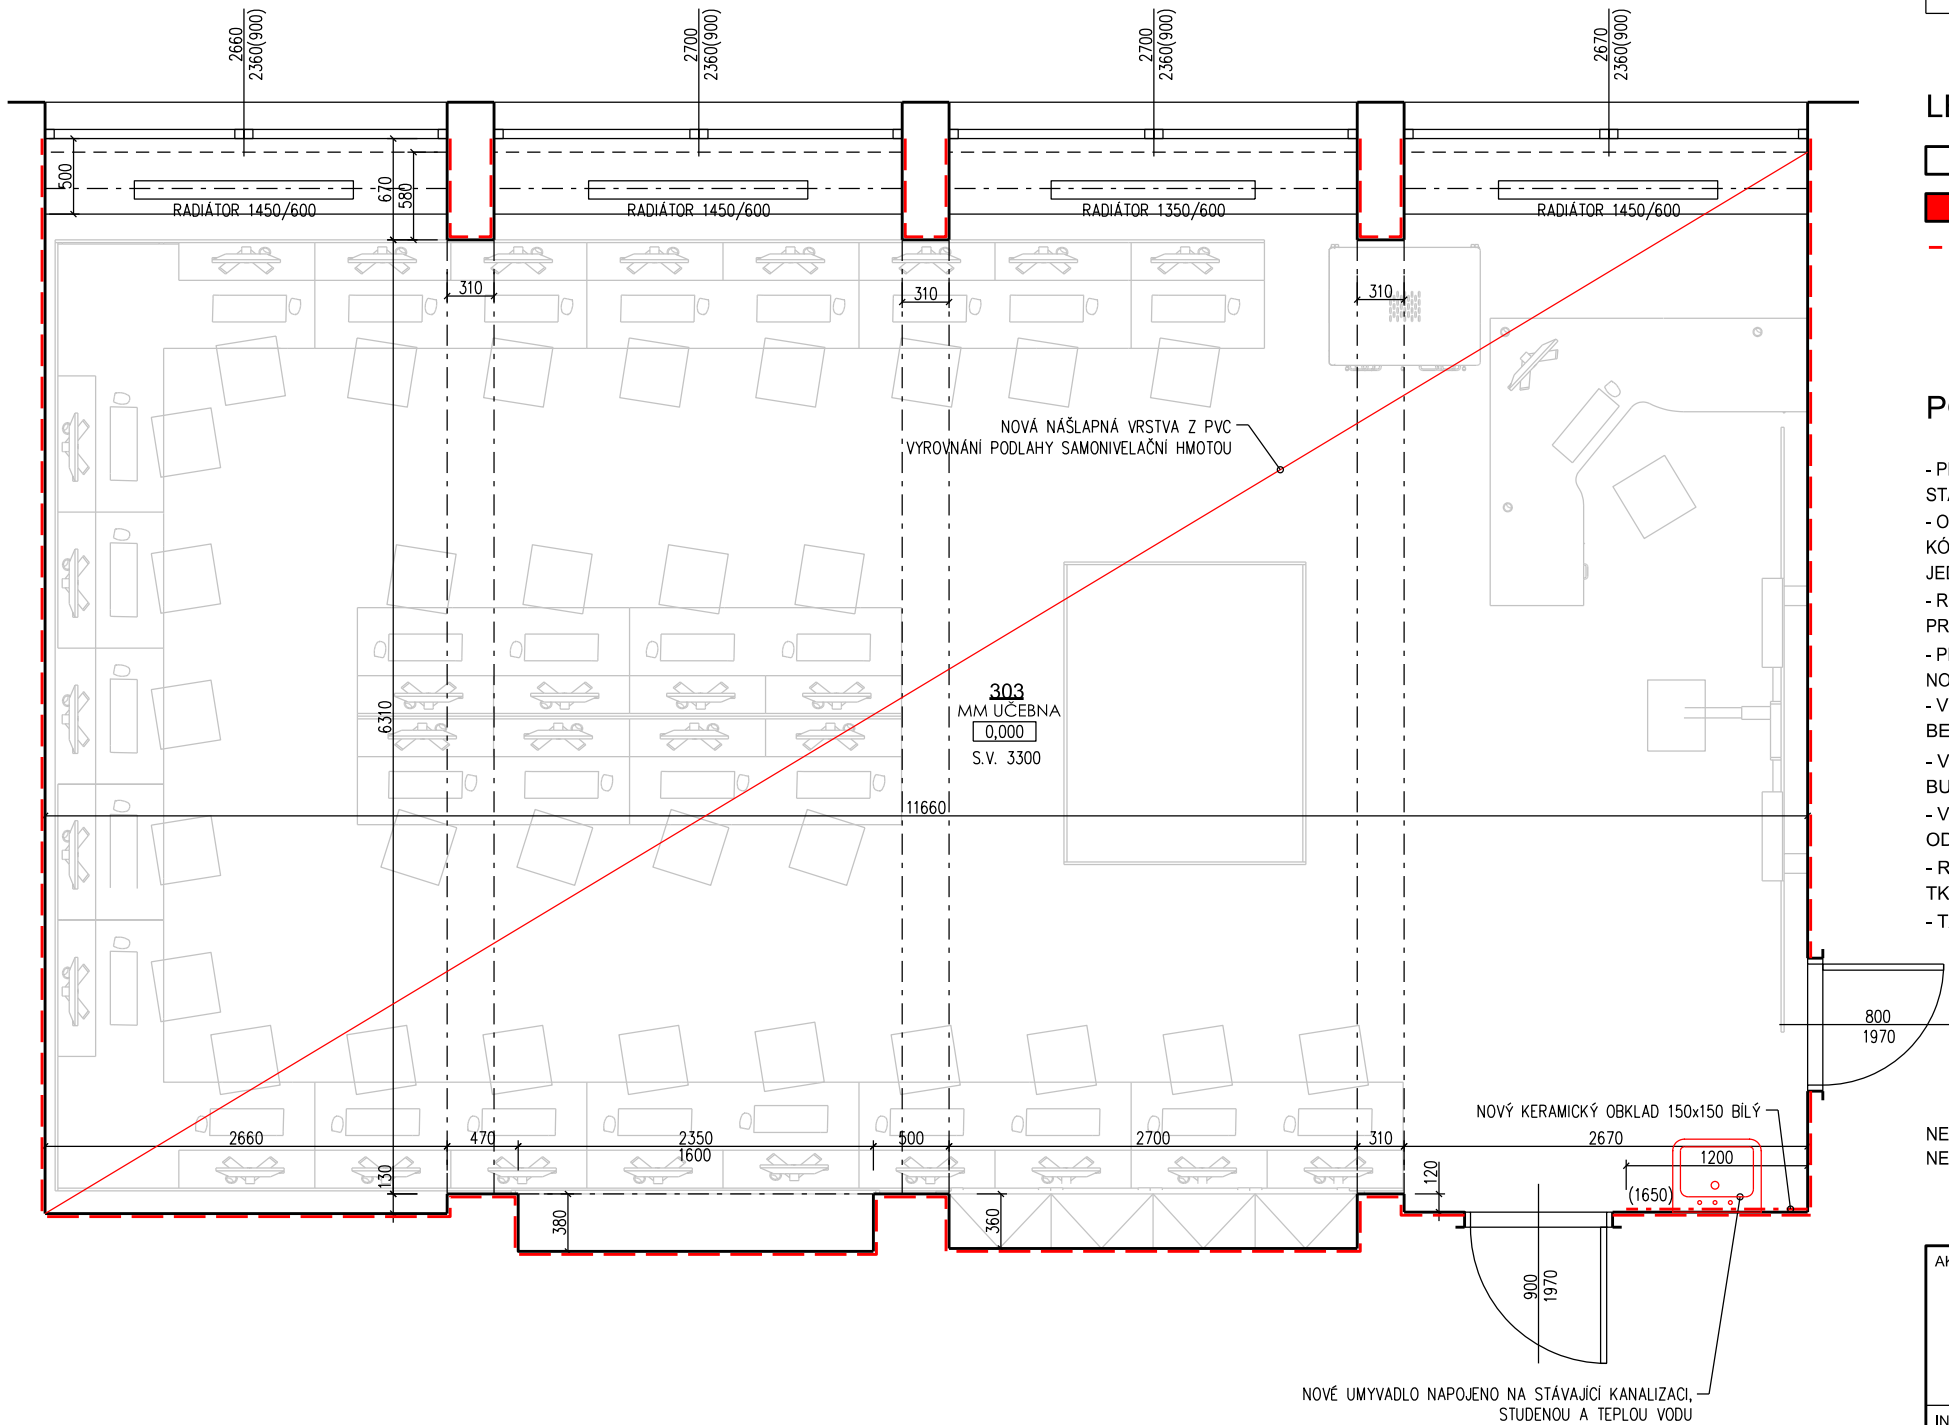 2660
2360(900)
2700
2360(900)
2700
2360(900)
2670
2360(900)
500
670
580
RADIÁTOR 1450/600
RADIÁTOR 1450/600
RADIÁTOR 1350/600
RADIÁTOR 1450/600
310
310
310
NOVÁ NÁŠLAPNÁ VRSTVA Z PVC
VYROVNÁNÍ PODLAHY SAMONIVELAČNÍ HMOTOU
6310
303
MM UČEBNA
0,000
S.V. 3300
11660
800
1970
NOVÝ KERAMICKÝ OBKLAD 150x150 BÍLÝ
2660
470
2350
1600
500
2700
310
2670
1200
(1650)
130
380
360
120
900
1970
NOVÉ UMYVADLO NAPOJENO NA STÁVAJÍCÍ KANALIZACI,
STUDENOU A TEPLOU VODU
NE
NE